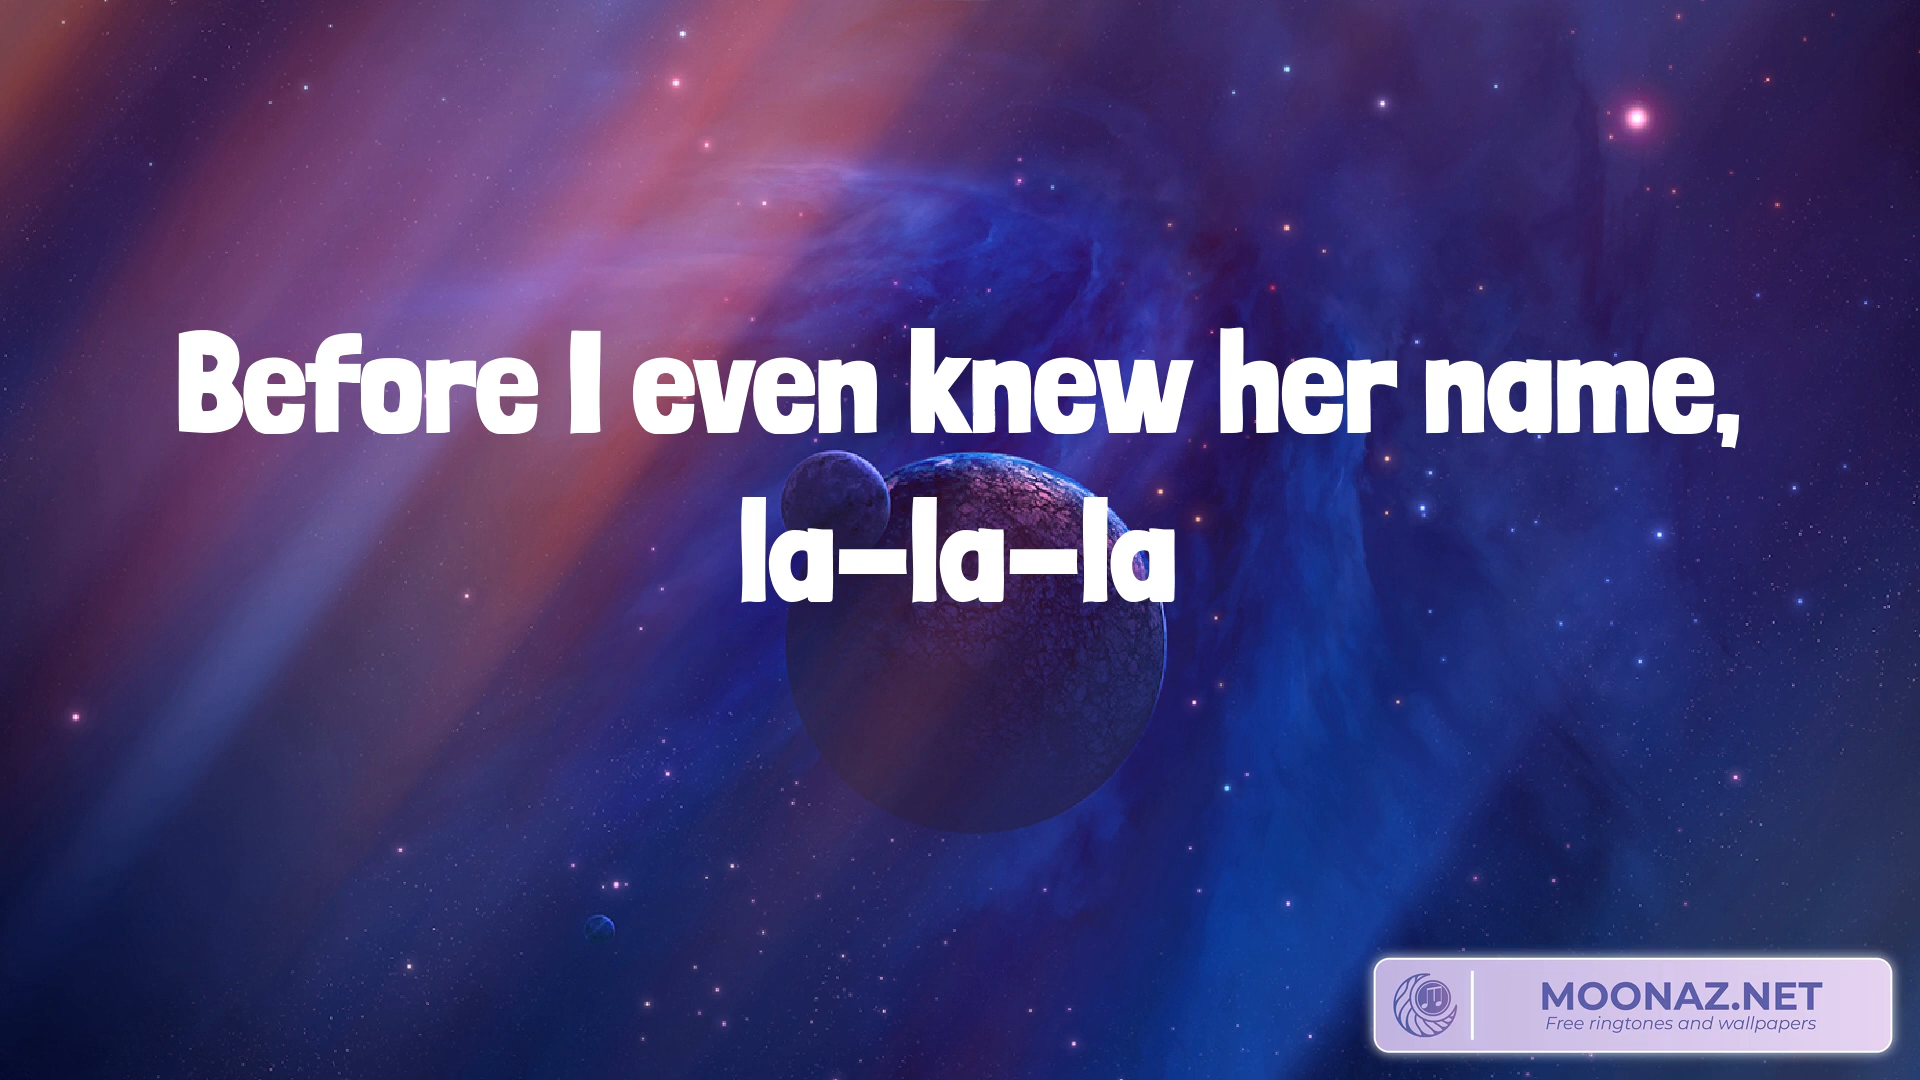 Before I even knew her name,
la-la-la
MOONAZ.NET
Free ringtones and wallpapers